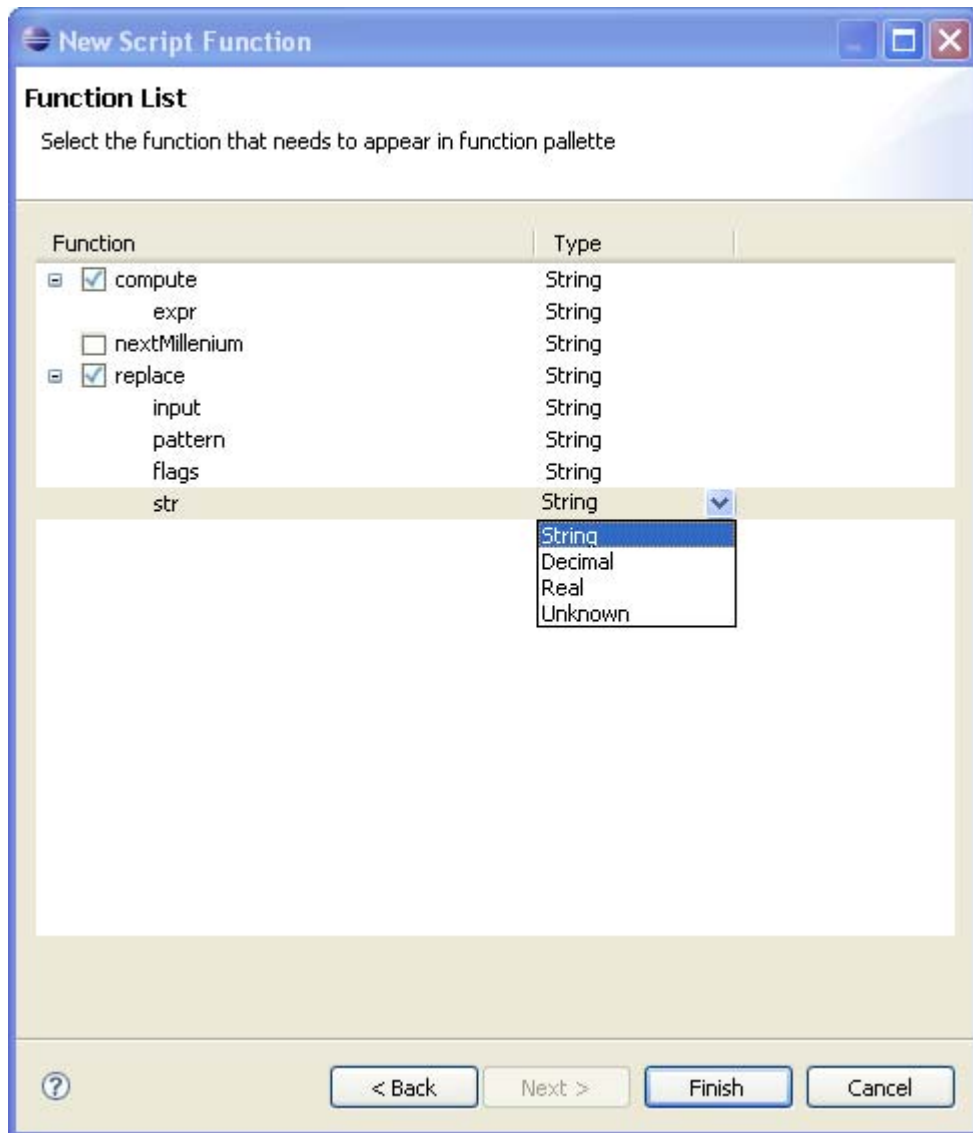 New Script Function
Function List
Select the function that needs to appear in function pallette
Function Type
compute String
expr String
nextMillenium String
replace String
input String
pattern String
flags String
str String
String
Decimal
Real
Unknown
? < Back Next > Finish Cancel